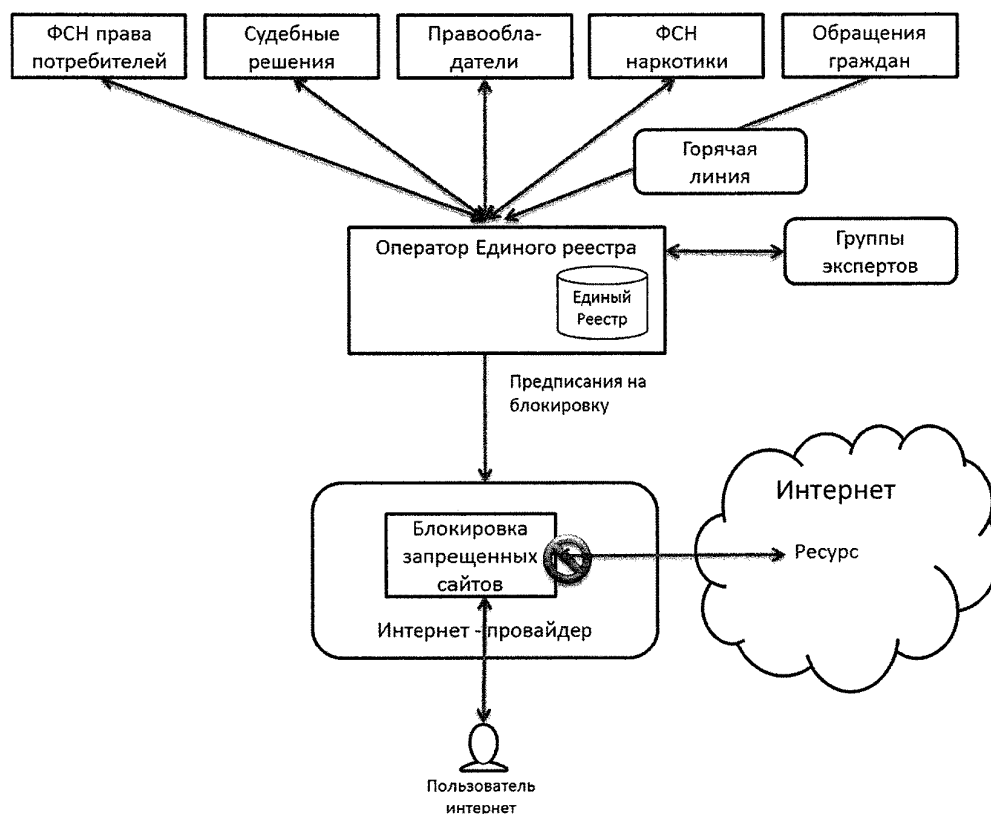 ФСН права
потребителей
Судебные
решения
Правообла-
датели
ФСН
наркотики
Обращения
граждан
Горячая
линия
Оператор Единого реестра
Единый
Реестр
Группы
экспертов
Предписания на
блокировку
Интернет
Ресурс
Блокировка
запрещенных
сайтов
Интернет - провайдер
Пользователь
интернет